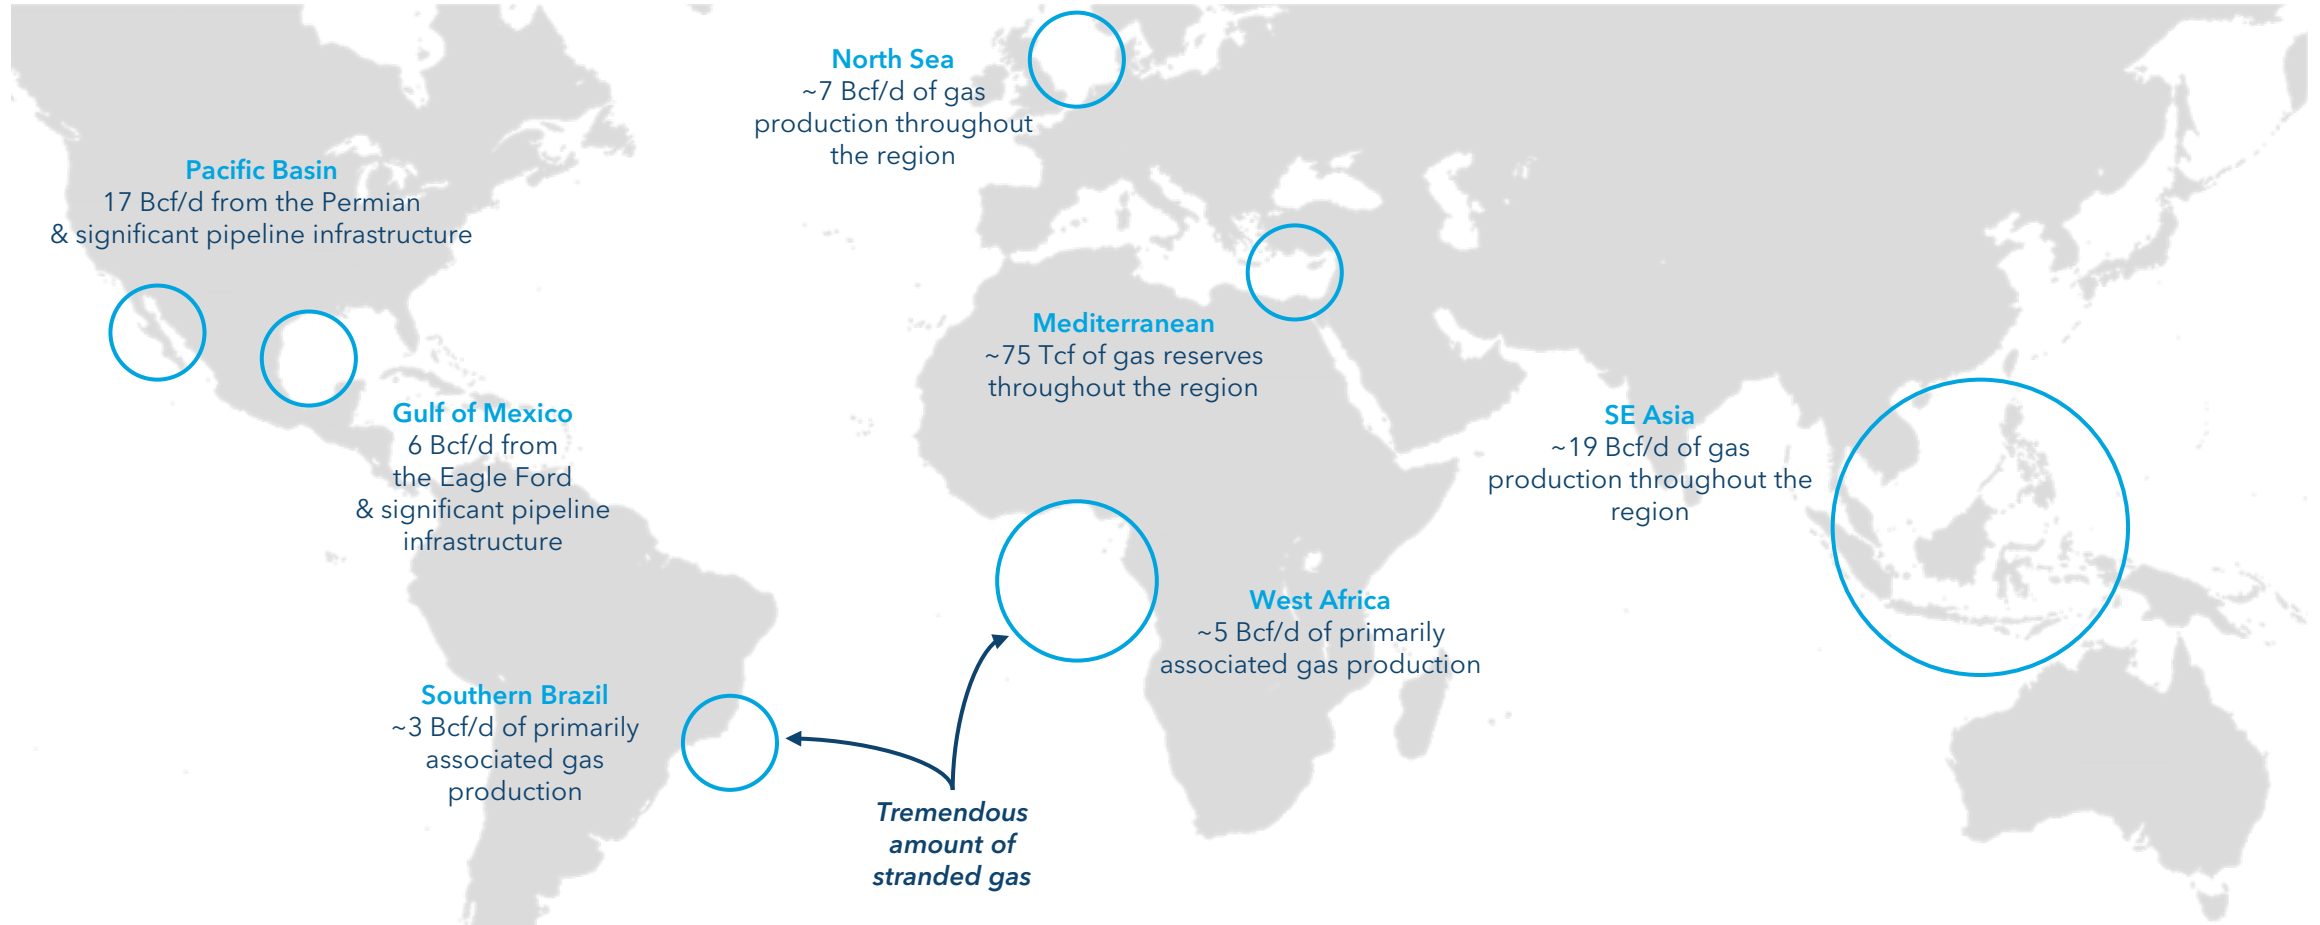 North Sea
~7 Bcf/d of gas
production throughout
the region
Pacific Basin
17 Bcf/d from the Permian
& significant pipeline infrastructure
Mediterranean
~75 Tcf of gas reserves
throughout the region
Gulf of Mexico
6 Bcf/d from
the Eagle Ford
& significant pipeline
infrastructure
SE Asia
~19 Bcf/d of gas
production throughout the
region
West Africa
~5 Bcf/d of primarily
associated gas production
Southern Brazil
~3 Bcf/d of primarily
associated gas
production
Tremendous
amount of
stranded gas